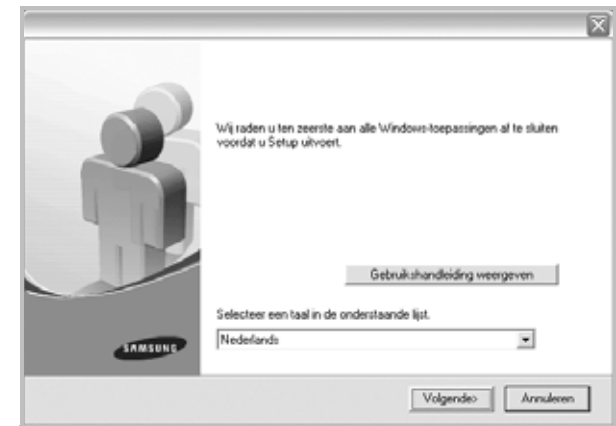 Wij raden u ten zeerste aan alle Windows-toepassingen af te sluiten
voordat u Setup uitvoert.
Gebruikshandleiding weergeven
Selecteer een taal in de onderstaande lijst.
Nederlands
SAMSUNG
Volgende>
Annuleren